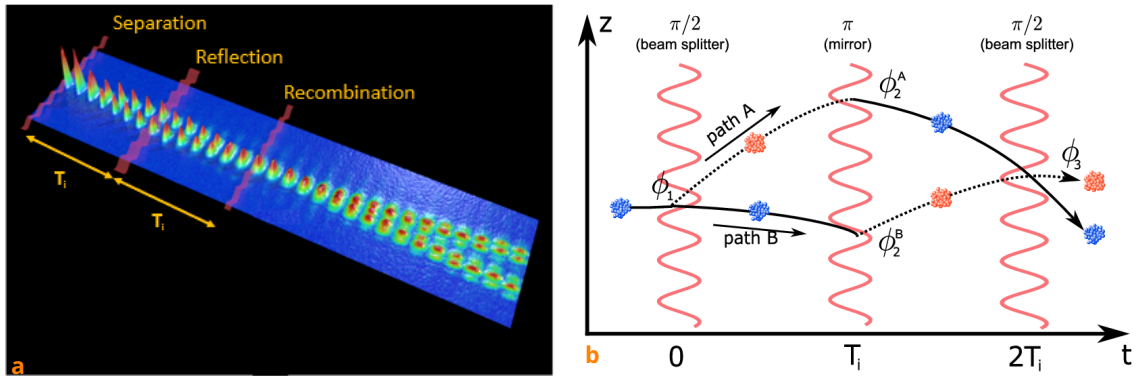 Separation
Reflection
Recombination
Tᵢ
Tᵢ
a
z
π/2
(beam splitter)
π
(mirror)
π/2
(beam splitter)
ϕ₂ᴬ
path A
ϕ₁
ϕ₃
path B
ϕ₂ᴮ
b
0
Tᵢ
2Tᵢ
t